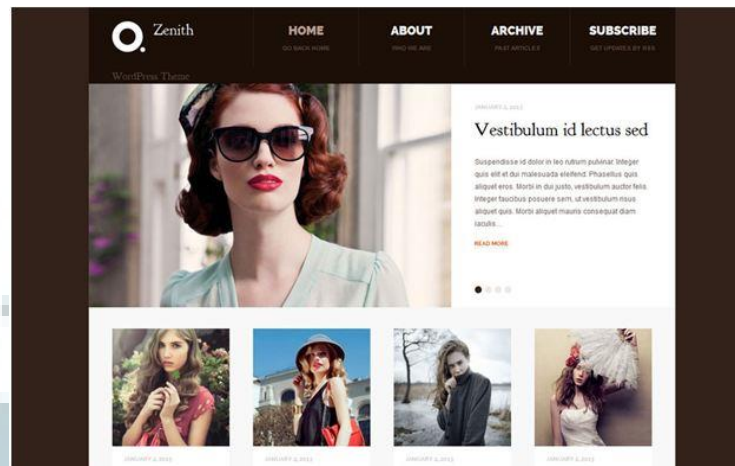 Zenith
WordPress Theme
HOME
GO BACK HOME
ABOUT
WHO WE ARE
ARCHIVE
PAST ARTICLES
SUBSCRIBE
GET UPDATES BY RSS
Vestibulum id lectus sed
Suspendisse id dolor in leo rutrum pulvinar. Integer
quis elit et dui malesuada eleifend. Phasellus quis
aliquet eros. Morbi in dui justo, vestibulum auctor felis.
Integer faucibus posuere sem, ut vestibulum risus
aliquet quis. Morbi aliquet mauris consequat diam
iaculis...
READ MORE